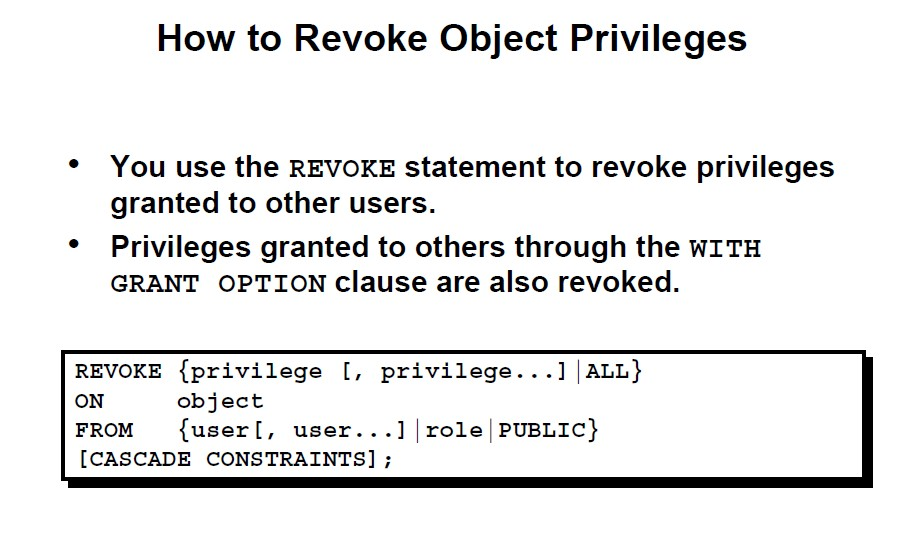 How to Revoke Object Privileges
• You use the REVOKE statement to revoke privileges
granted to other users.
• Privileges granted to others through the WITH
GRANT OPTION clause are also revoked.
REVOKE {privilege [, privilege...]|ALL}
ON object
FROM {user[, user...]|role|PUBLIC}
[CASCADE CONSTRAINTS];